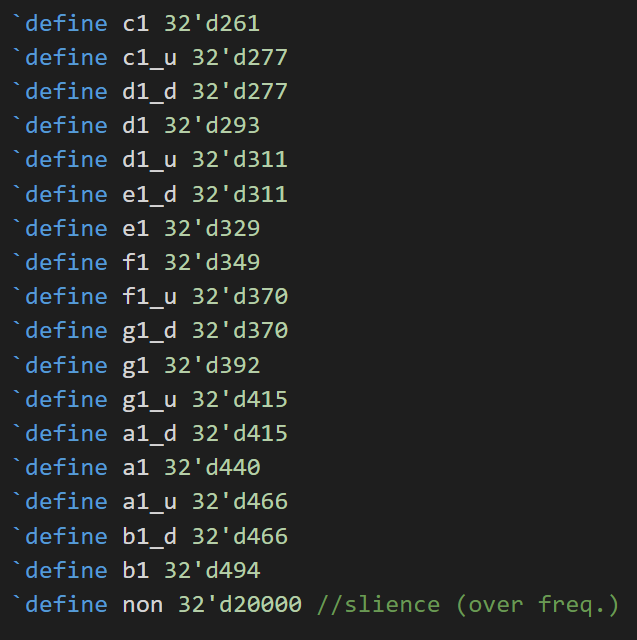 `define c1 32'd261
`define c1_u 32'd277
`define d1_d 32'd277
`define d1 32'd293
`define d1_u 32'd311
`define e1_d 32'd311
`define e1 32'd329
`define f1 32'd349
`define f1_u 32'd370
`define g1_d 32'd370
`define g1 32'd392
`define g1_u 32'd415
`define a1_d 32'd415
`define a1 32'd440
`define a1_u 32'd466
`define b1_d 32'd466
`define b1 32'd494
`define non 32'd20000 //slience (over freq.)